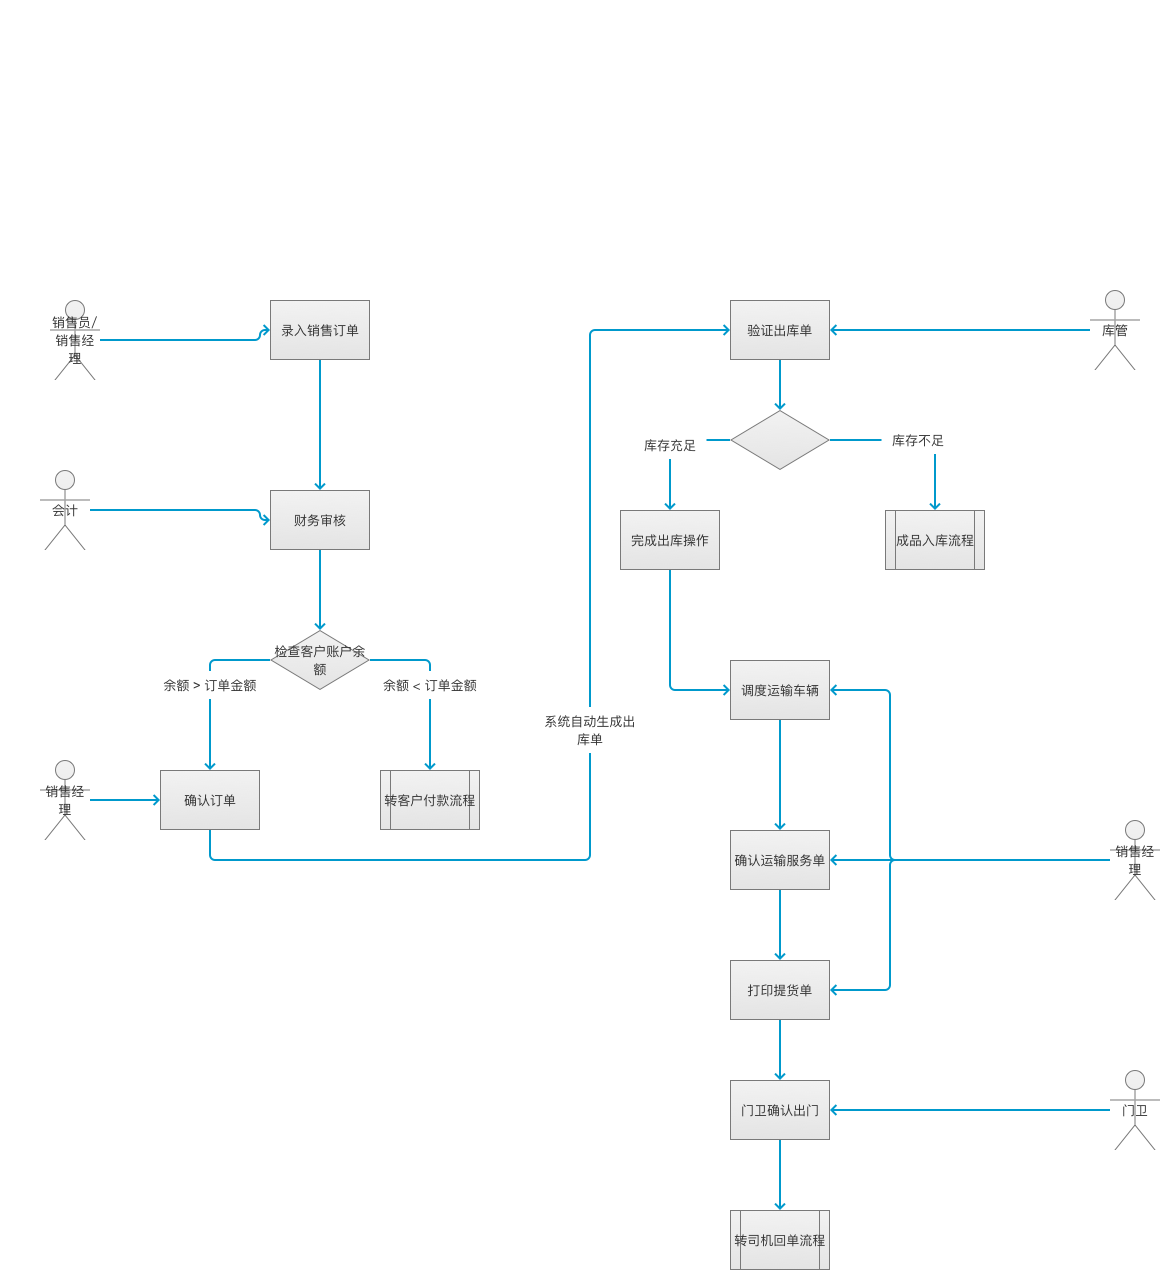 销售员/
销售经
理
录入销售订单
验证出库单
库管
库存充足
库存不足
会计
财务审核
完成出库操作
成品入库流程
检查客户账户余
额
余额 > 订单金额
余额 < 订单金额
调度运输车辆
系统自动生成出
库单
销售经
理
确认订单
转客户付款流程
确认运输服务单
销售经
理
打印提货单
门卫确认出门
门卫
转司机回单流程